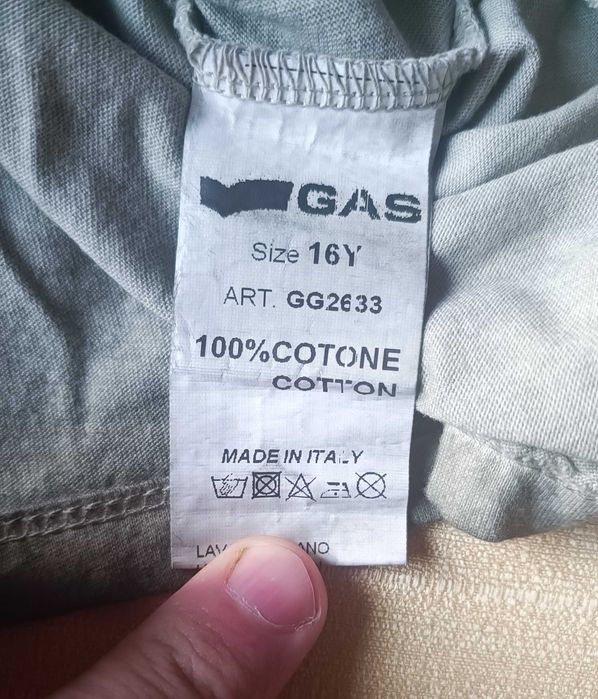 GAS
Size 16Y
ART. GG2633
100%COTONE
COTTON
MADE IN ITALY